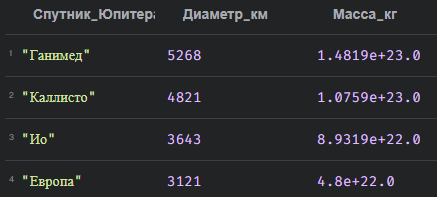 Спутник_Юпитера Диаметр_км Масса_кг
1 "Ганимед" 5268 1.4819e+23.0
2 "Каллисто" 4821 1.0759e+23.0
3 "Ио" 3643 8.9319e+22.0
4 "Европа" 3121 4.8e+22.0